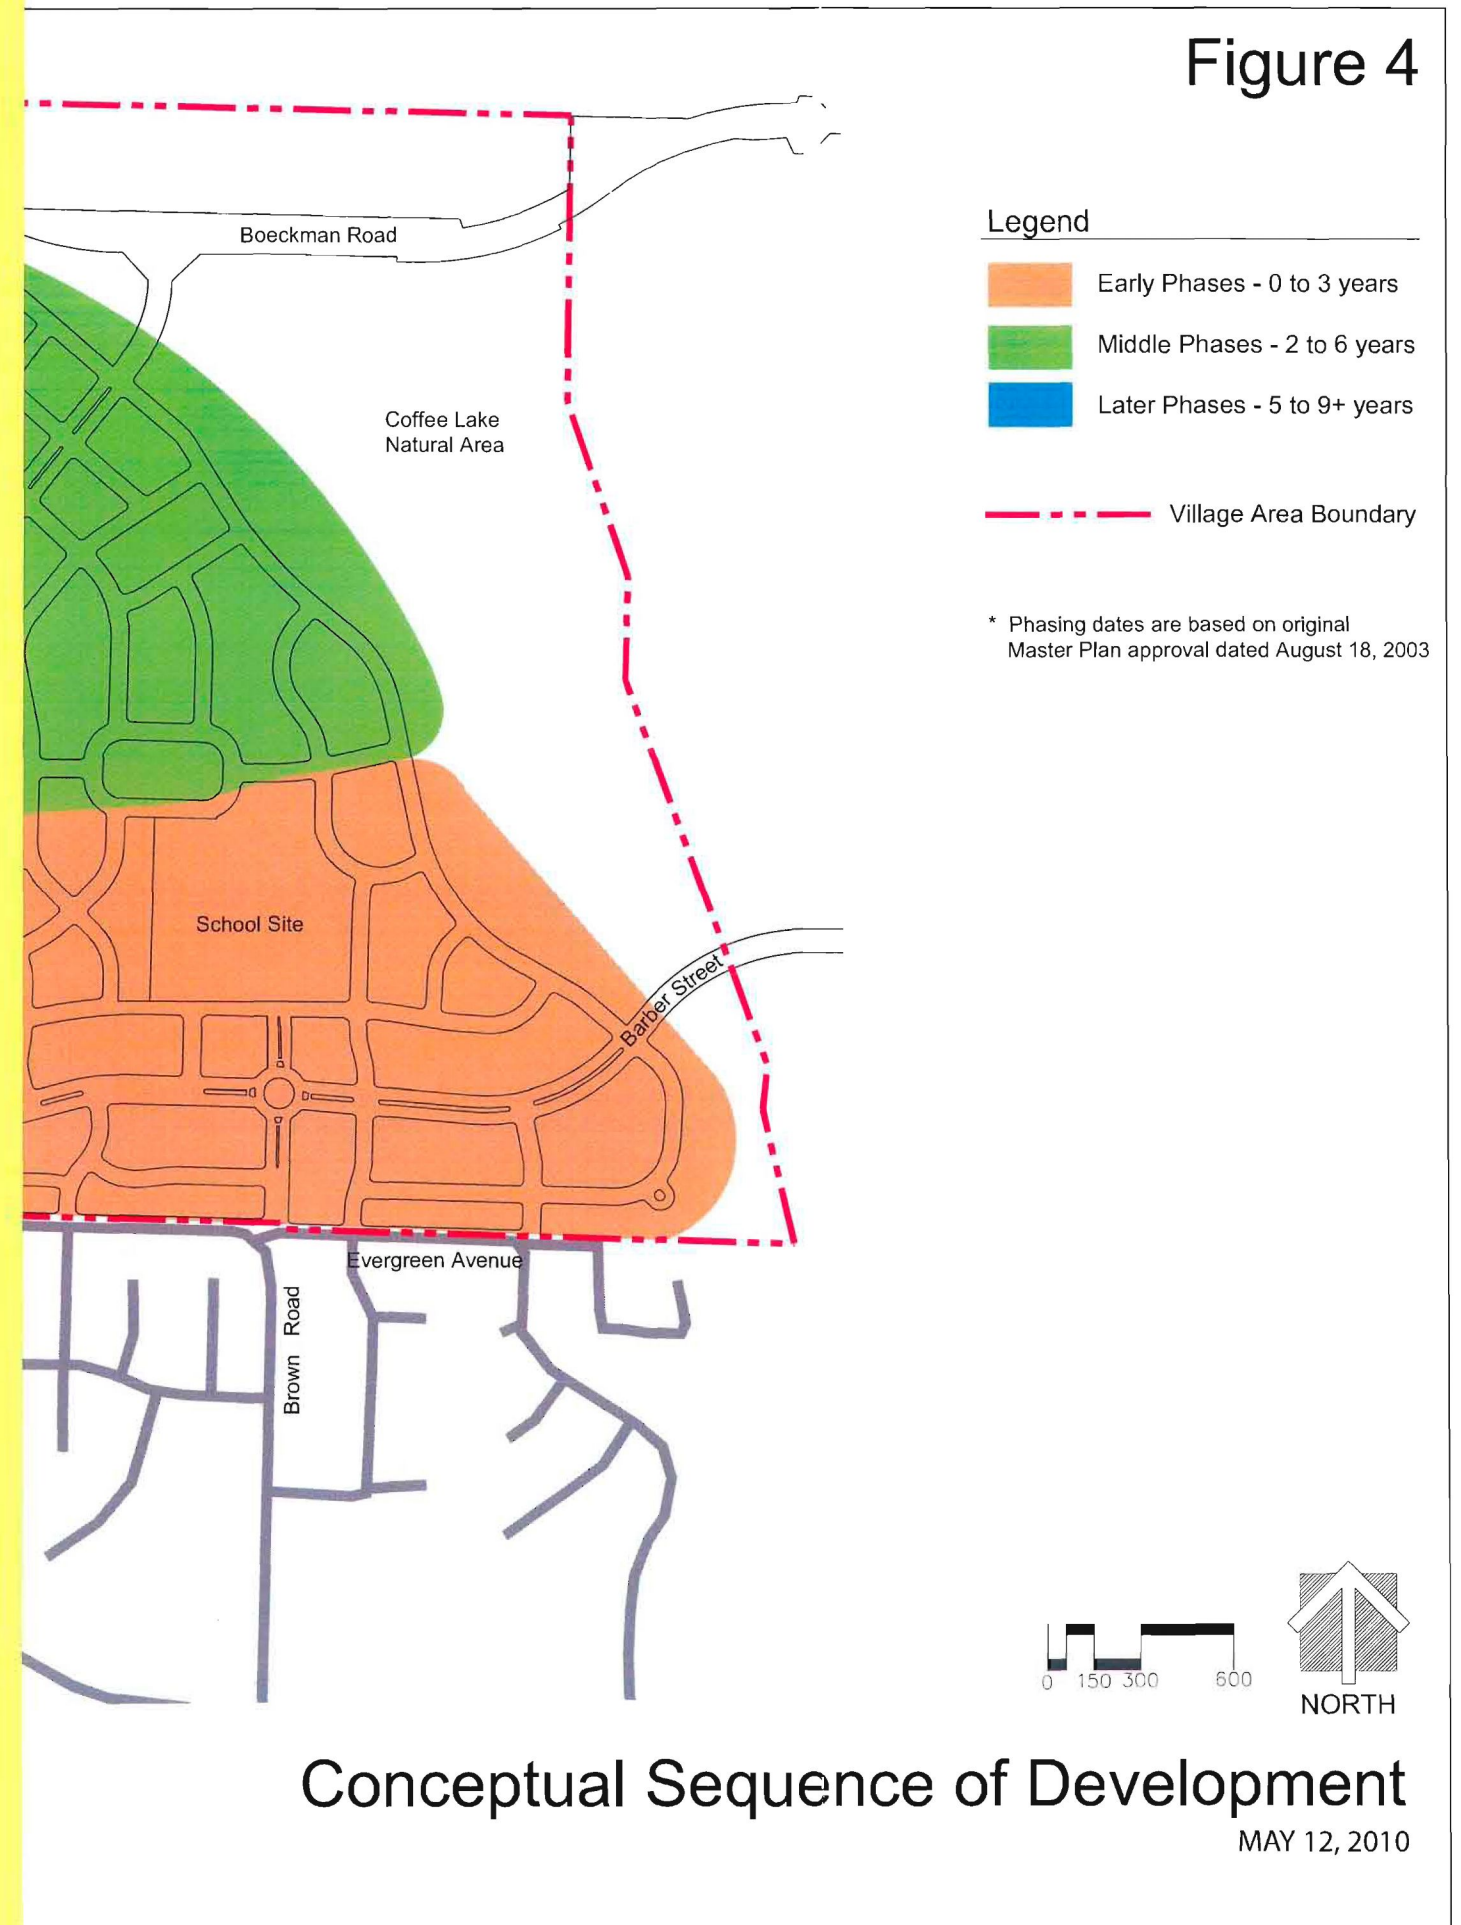 Figure 4
Boeckman Road
Legend
Early Phases - 0 to 3 years
Middle Phases - 2 to 6 years
Later Phases - 5 to 9+ years
Coffee Lake
Natural Area
Village Area Boundary
* Phasing dates are based on original
Master Plan approval dated August 18, 2003
School Site
Barber Street
Evergreen Avenue
Brown Road
0 150 300 600
NORTH
Conceptual Sequence of Development
MAY 12, 2010